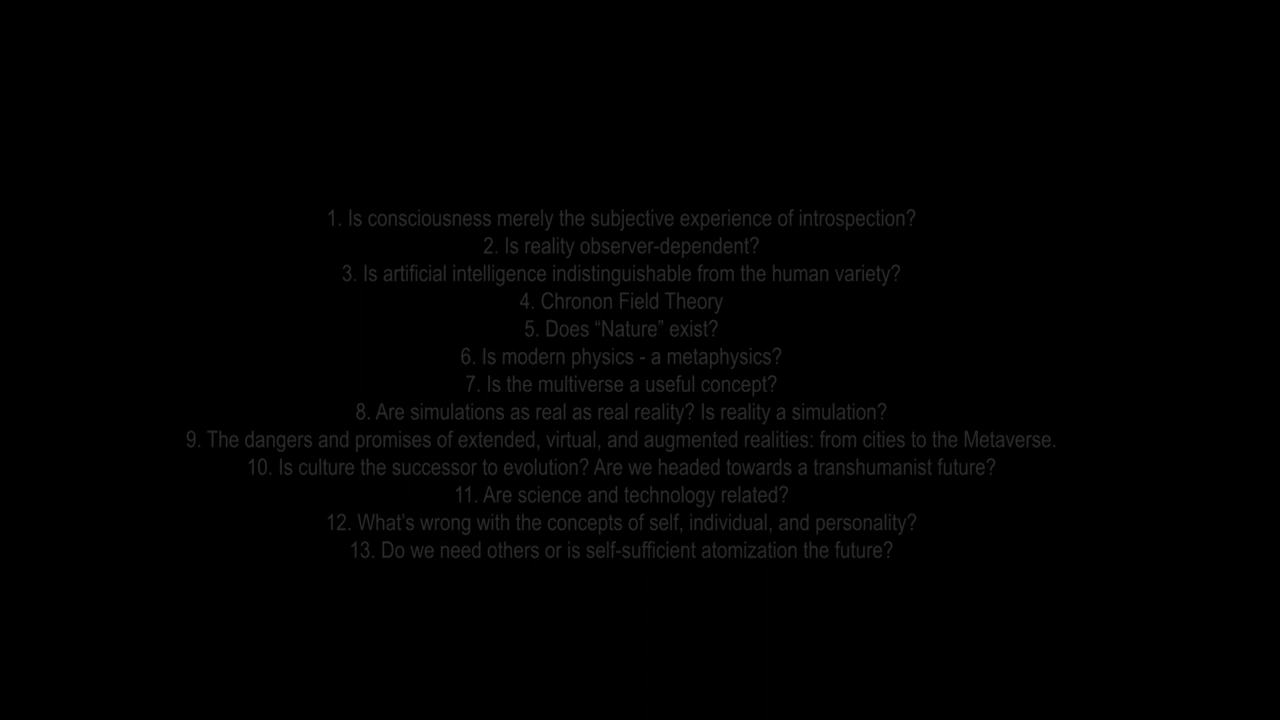 1. Is consciousness merely the subjective experience of introspection?
2. Is reality observer-dependent?
3. Is artificial intelligence indistinguishable from the human variety?
4. Chronon Field Theory
5. Does “Nature” exist?
6. Is modern physics - a metaphysics?
7. Is the multiverse a useful concept?
8. Are simulations as real as real reality? Is reality a simulation?
9. The dangers and promises of extended, virtual, and augmented realities: from cities to the Metaverse.
10. Is culture the successor to evolution? Are we headed towards a transhumanist future?
11. Are science and technology related?
12. What’s wrong with the concepts of self, individual, and personality?
13. Do we need others or is self-sufficient atomization the future?